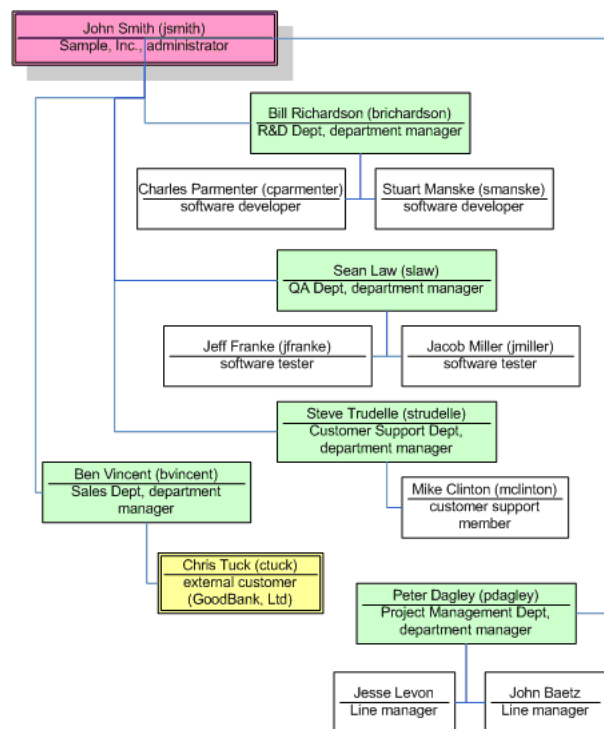 John Smith (jsmith)
Sample, Inc., administrator
Bill Richardson (brichardson)
R&D Dept, department manager
Charles Parmenter (cparmenter)
software developer
Stuart Manske (smanske)
software developer
Sean Law (slaw)
QA Dept, department manager
Jeff Franke (jfranke)
software tester
Jacob Miller (jmiller)
software tester
Steve Trudelle (strudelle)
Customer Support Dept,
department manager
Ben Vincent (bvincent)
Sales Dept, department
manager
Mike Clinton (mclinton)
customer support
member
Chris Tuck (ctuck)
external customer
(GoodBank, Ltd)
Peter Dagley (pdagley)
Project Management Dept,
department manager
Jesse Levon
Line manager
John Baetz
Line manager